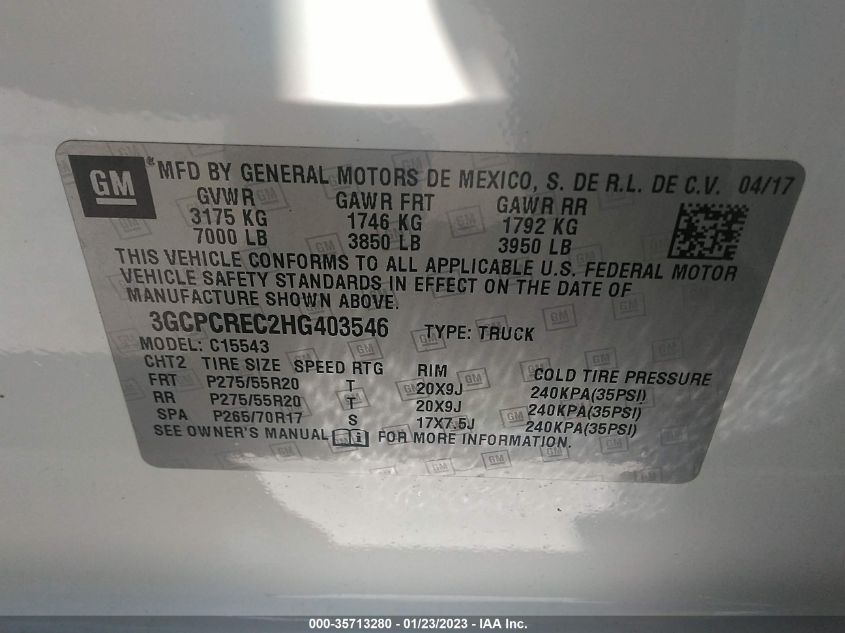 GM
MFD BY GENERAL MOTORS DE MEXICO, S. DE R.L. DE C.V. 04/17
GVWR GAWR FRT GAWR RR
3175 KG 1746 KG 1792 KG
7000 LB 3850 LB 3950 LB
THIS VEHICLE CONFORMS TO ALL APPLICABLE U.S. FEDERAL MOTOR
VEHICLE SAFETY STANDARDS IN EFFECT ON THE DATE OF
MANUFACTURE SHOWN ABOVE.
3GCPCREC2HG403546 TYPE: TRUCK
MODEL: C15543
CHT2 TIRE SIZE SPEED RTG RIM COLD TIRE PRESSURE
FRT P275/55R20 T 20X9J 240KPA(35PSI)
RR P275/55R20 T 20X9J 240KPA(35PSI)
SPA P265/70R17 S 17X7.5J 240KPA(35PSI)
SEE OWNER'S MANUAL FOR MORE INFORMATION.
000-35713280 - 01/23/2023 - IAA Inc.